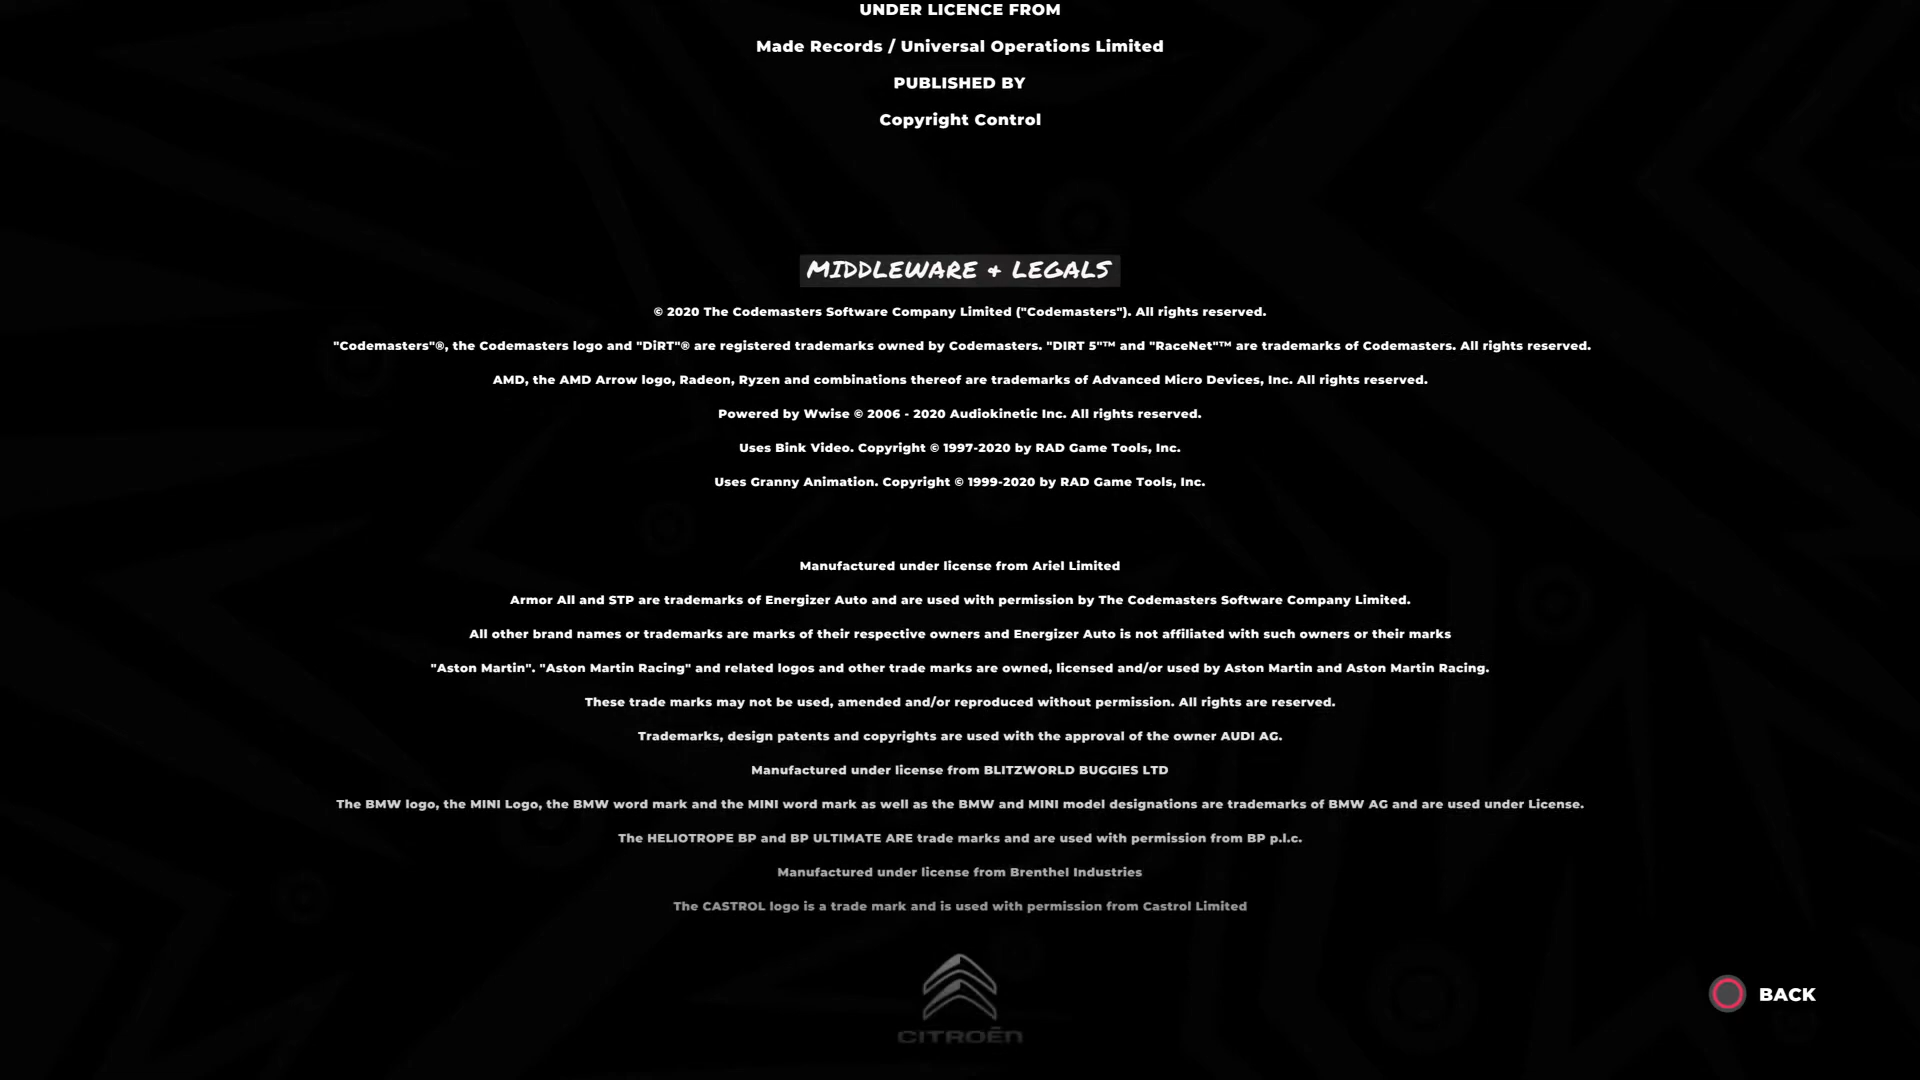 UNDER LICENCE FROM
Made Records / Universal Operations Limited
PUBLISHED BY
Copyright Control
MIDDLEWARE & LEGALS
© 2020 The Codemasters Software Company Limited ("Codemasters"). All rights reserved.
"Codemasters"®, the Codemasters logo and "DiRT"® are registered trademarks owned by Codemasters. "DIRT 5"™ and "RaceNet"™ are trademarks of Codemasters. All rights reserved.
AMD, the AMD Arrow logo, Radeon, Ryzen and combinations thereof are trademarks of Advanced Micro Devices, Inc. All rights reserved.
Powered by Wwise © 2006 - 2020 Audiokinetic Inc. All rights reserved.
Uses Bink Video. Copyright © 1997-2020 by RAD Game Tools, Inc.
Uses Granny Animation. Copyright © 1999-2020 by RAD Game Tools, Inc.
Manufactured under license from Ariel Limited
Armor All and STP are trademarks of Energizer Auto and are used with permission by The Codemasters Software Company Limited.
All other brand names or trademarks are marks of their respective owners and Energizer Auto is not affiliated with such owners or their marks
"Aston Martin". "Aston Martin Racing" and related logos and other trade marks are owned, licensed and/or used by Aston Martin and Aston Martin Racing.
These trade marks may not be used, amended and/or reproduced without permission. All rights are reserved.
Trademarks, design patents and copyrights are used with the approval of the owner AUDI AG.
Manufactured under license from BLITZWORLD BUGGIES LTD
The BMW logo, the MINI Logo, the BMW word mark and the MINI word mark as well as the BMW and MINI model designations are trademarks of BMW AG and are used under License.
The HELIOTROPE BP and BP ULTIMATE ARE trade marks and are used with permission from BP p.l.c.
Manufactured under license from Brenthel Industries
The CASTROL logo is a trade mark and is used with permission from Castrol Limited
CITROËN
BACK